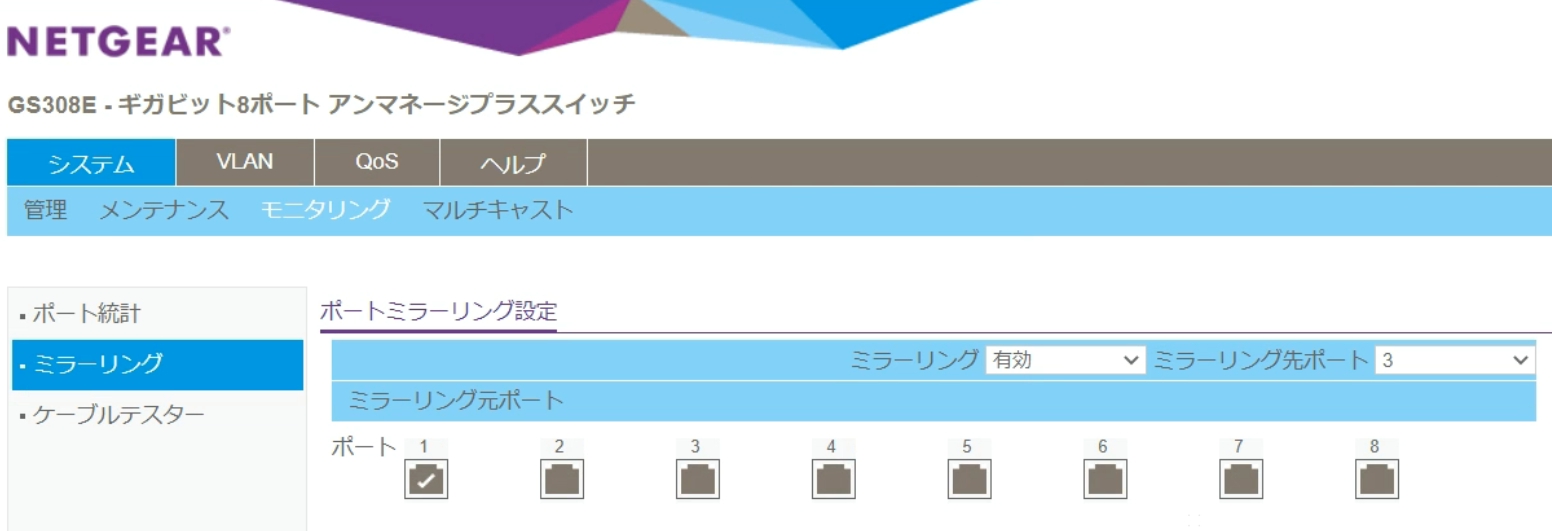 NETGEAR
GS308E - ギガビット8ポート アンマネージプラススイッチ
システム VLAN QoS ヘルプ
管理 メンテナンス モニタリング マルチキャスト
ポート統計
ミラーリング
ケーブルテスター
ポートミラーリング設定
ミラーリング 有効 ミラーリング先ポート 3
ミラーリング元ポート
ポート 1 2 3 4 5 6 7 8